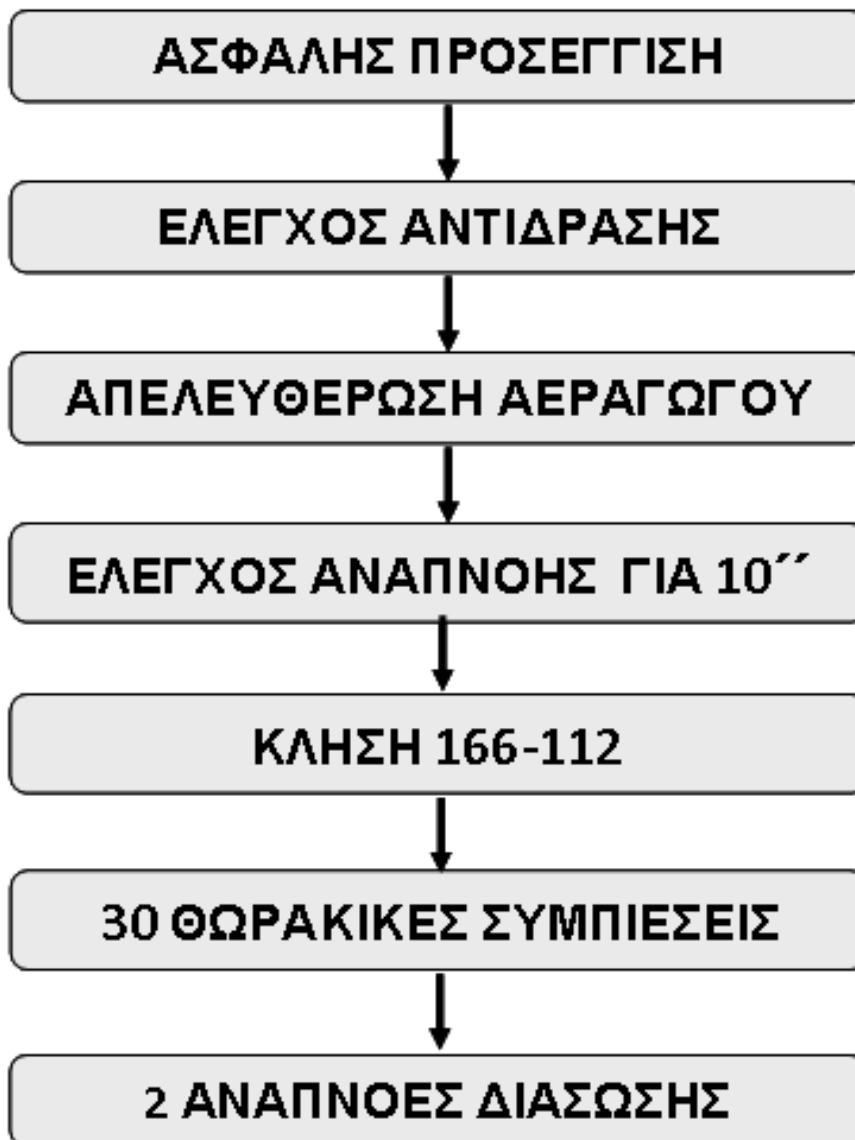 ΑΣΦΑΛΗΣ ΠΡΟΣΕΓΓΙΣΗ
ΕΛΕΓΧΟΣ ΑΝΤΙΔΡΑΣΗΣ
ΑΠΕΛΕΥΘΕΡΩΣΗ ΑΕΡΑΓΩΓΟΥ
ΕΛΕΓΧΟΣ ΑΝΑΠΝΟΗΣ ΓΙΑ 10´´
ΚΛΗΣΗ 166-112
30 ΘΩΡΑΚΙΚΕΣ ΣΥΜΠΙΕΣΕΙΣ
2 ΑΝΑΠΝΟΕΣ ΔΙΑΣΩΣΗΣ